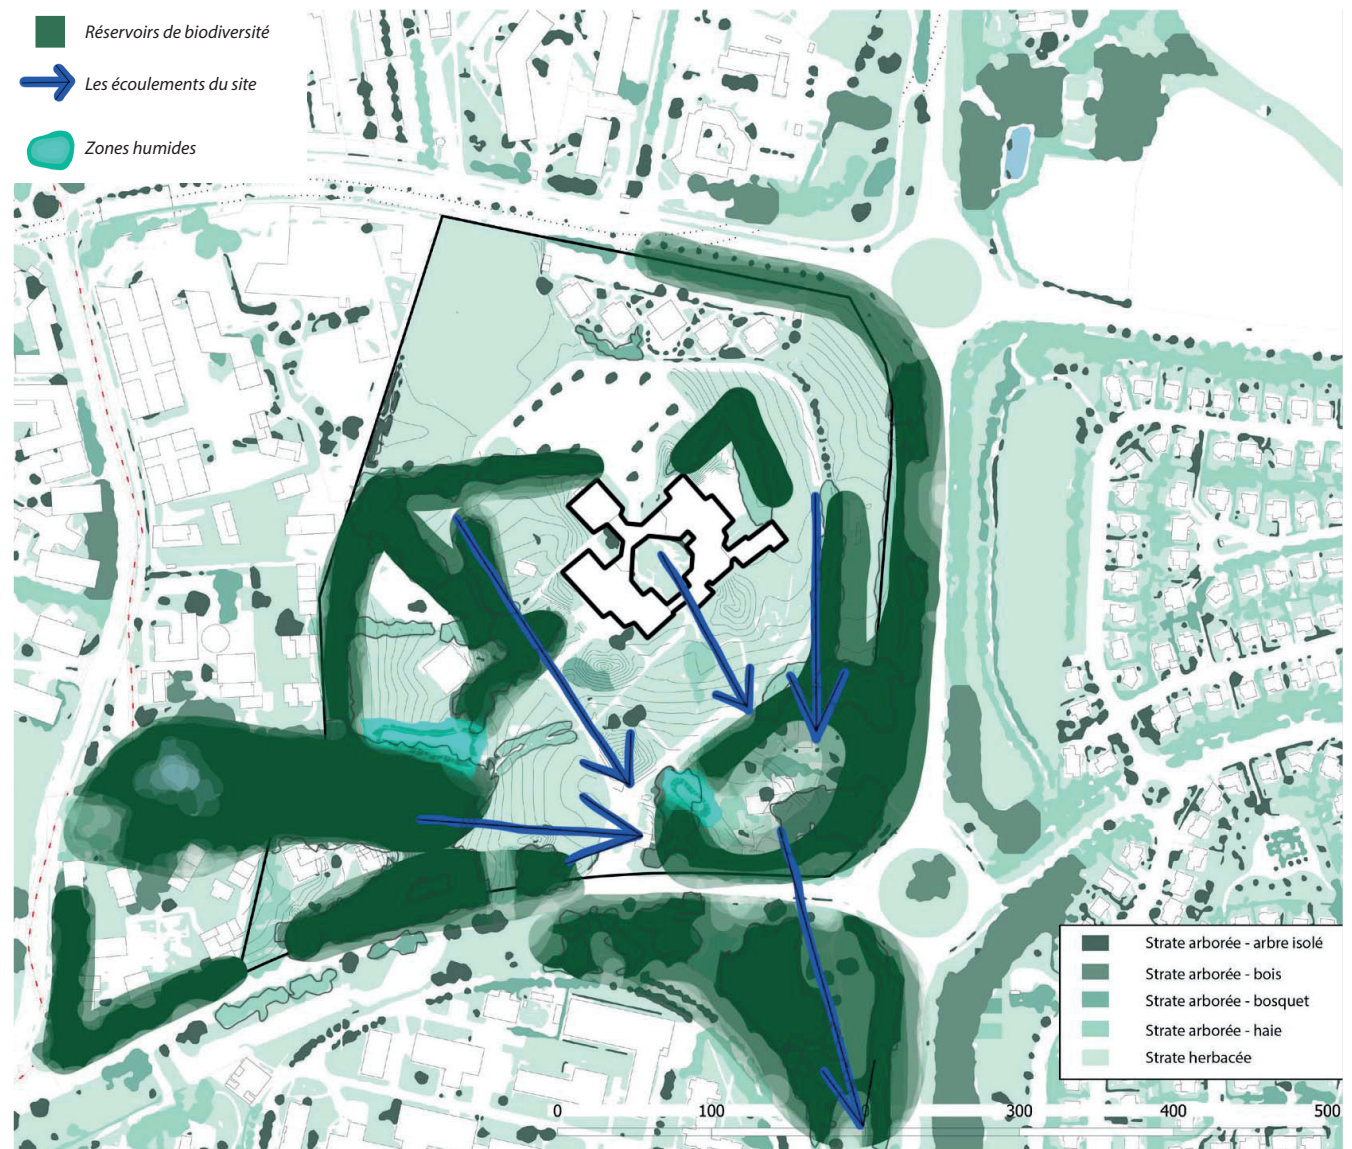 Réservoirs de biodiversité
Les écoulements du site
Zones humides
Strate arborée - arbre isolé
Strate arborée - bois
Strate arborée - bosquet
Strate arborée - haie
Strate herbacée
0 100 300 400 500